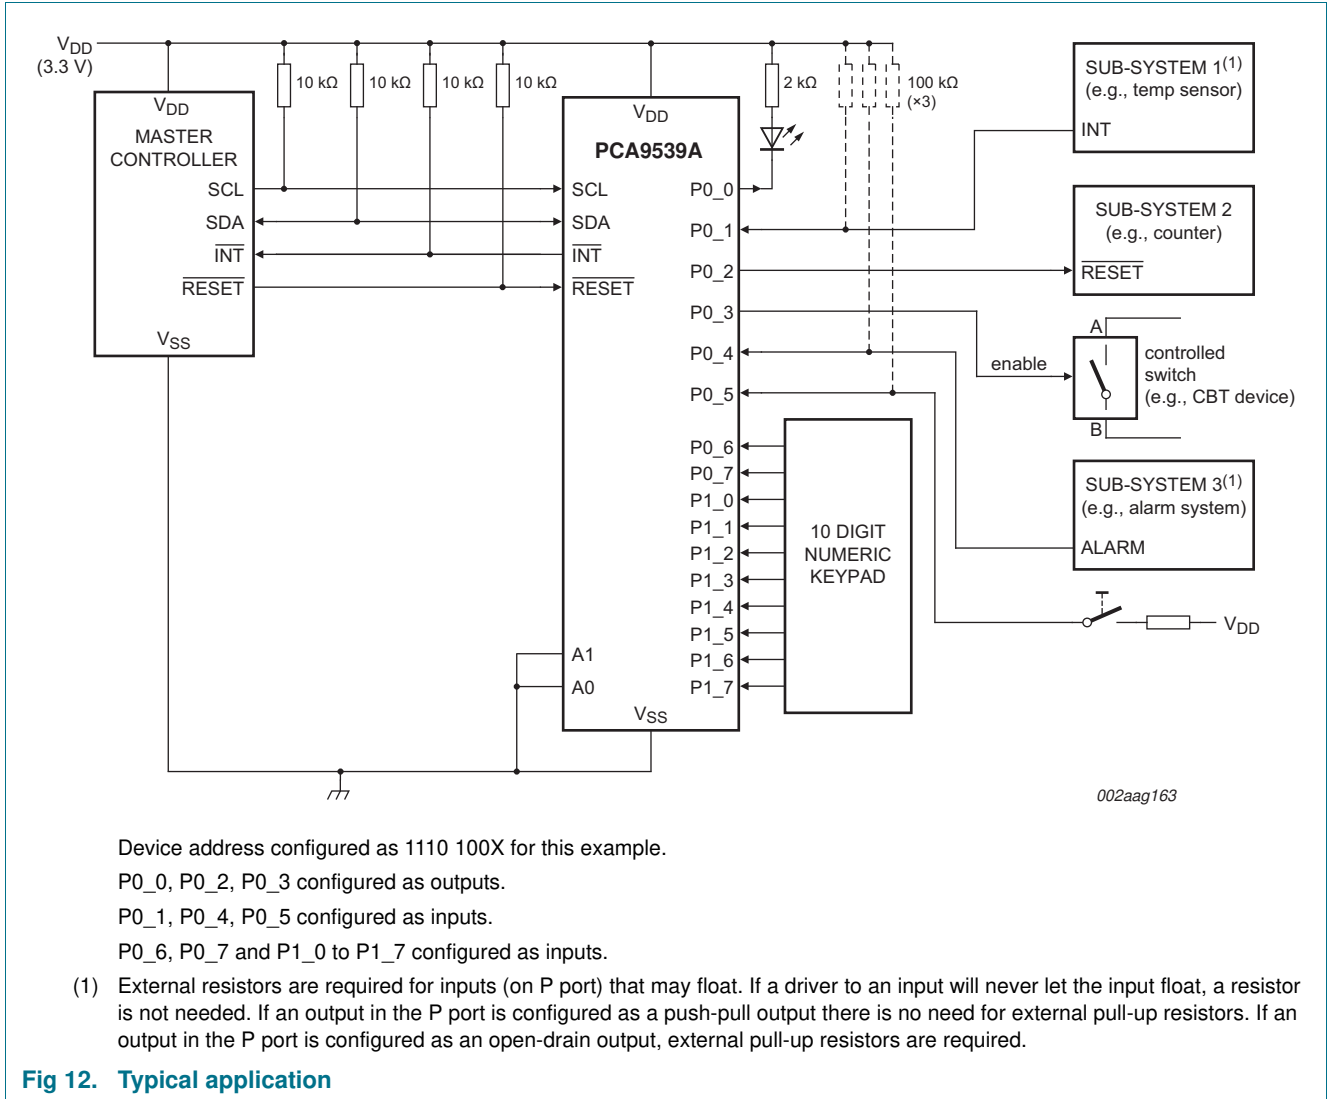 VDD
(3.3 V)
10 kΩ
10 kΩ
10 kΩ
10 kΩ
2 kΩ
100 kΩ
(×3)
VDD
MASTER
CONTROLLER
SCL
SDA
INT
RESET
VSS
VDD
PCA9539A
SCL
SDA
INT
RESET
A1
A0
VSS
P0_0
P0_1
P0_2
P0_3
P0_4
P0_5
P0_6
P0_7
P1_0
P1_1
P1_2
P1_3
P1_4
P1_5
P1_6
P1_7
10 DIGIT
NUMERIC
KEYPAD
SUB-SYSTEM 1(1)
(e.g., temp sensor)
INT
SUB-SYSTEM 2
(e.g., counter)
RESET
A
enable
B
controlled
switch
(e.g., CBT device)
SUB-SYSTEM 3(1)
(e.g., alarm system)
ALARM
VDD
002aag163
Device address configured as 1110 100X for this example.
P0_0, P0_2, P0_3 configured as outputs.
P0_1, P0_4, P0_5 configured as inputs.
P0_6, P0_7 and P1_0 to P1_7 configured as inputs.
(1) External resistors are required for inputs (on P port) that may float. If a driver to an input will never let the input float, a resistor
is not needed. If an output in the P port is configured as a push-pull output there is no need for external pull-up resistors. If an
output in the P port is configured as an open-drain output, external pull-up resistors are required.
Fig 12. Typical application